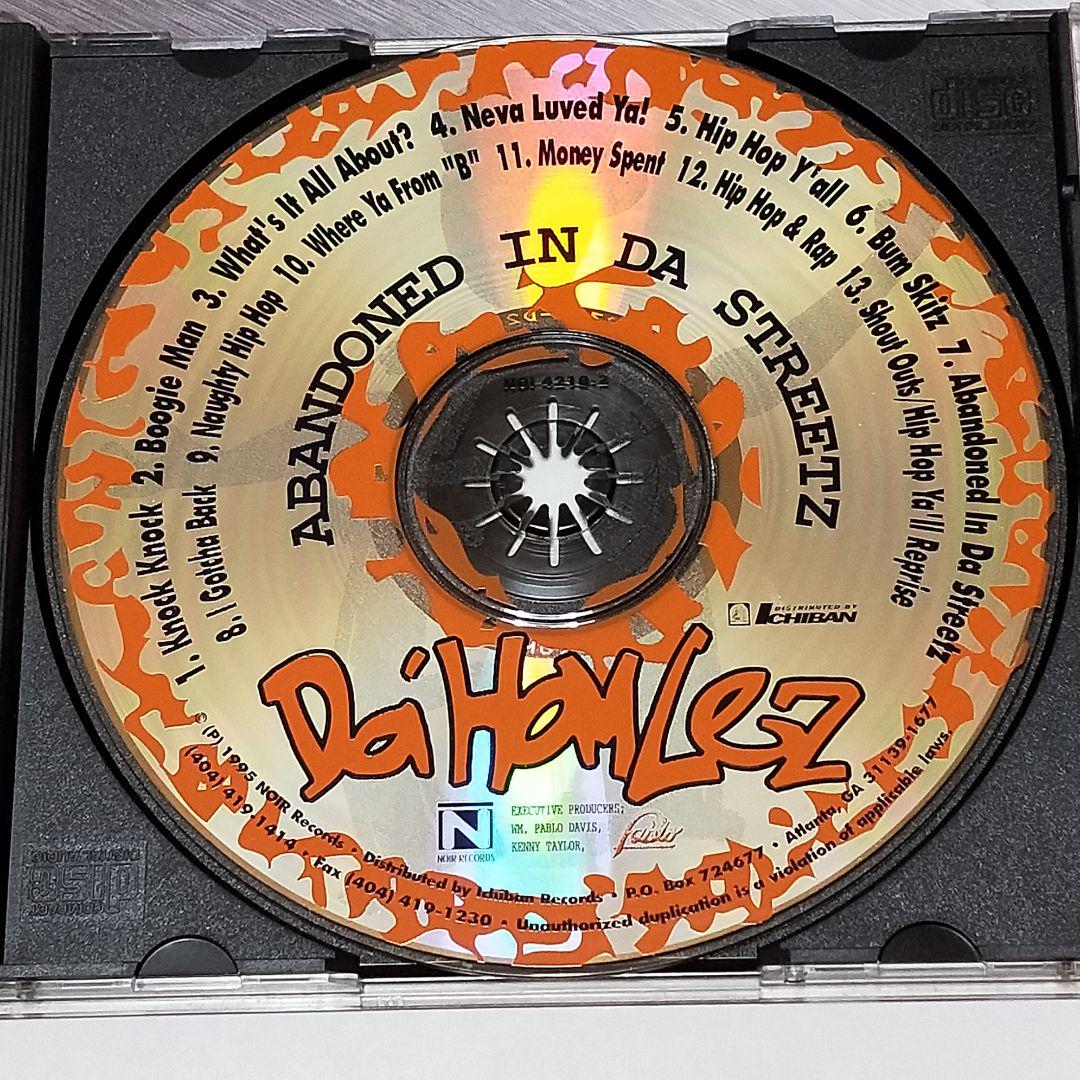 1. Knock Knock 2. Boogie Man 3. What's It All About? 4. Neva Luved Ya! 5. Hip Hop Y'all 6. Bum Skitz 7. Abandoned In Da Streetz
8. I Gotcha Back 9. Naughty Hip Hop 10. Where Ya From "B" 11. Money Spent 12. Hip Hop & Rap 13. Shout Outs/Hip Hop Ya'll Reprise
ABANDONED IN DA STREETZ
NOI 4218-2
DISTRIBUTED BY
ICHIBAN
Da' HomLez
N
NOIR RECORDS
EXECUTIVE PRODUCERS;
WM. PABLO DAVIS,
KENNY TAYLOR,
Pablo
© (P) 1995 NOIR Records • Distributed by Ichiban Records • P.O. Box 724677 • Atlanta, GA 31139-1677
(404) 419-1414 • Fax (404) 419-1230 • Unauthorized duplication is a violation of applicable laws.